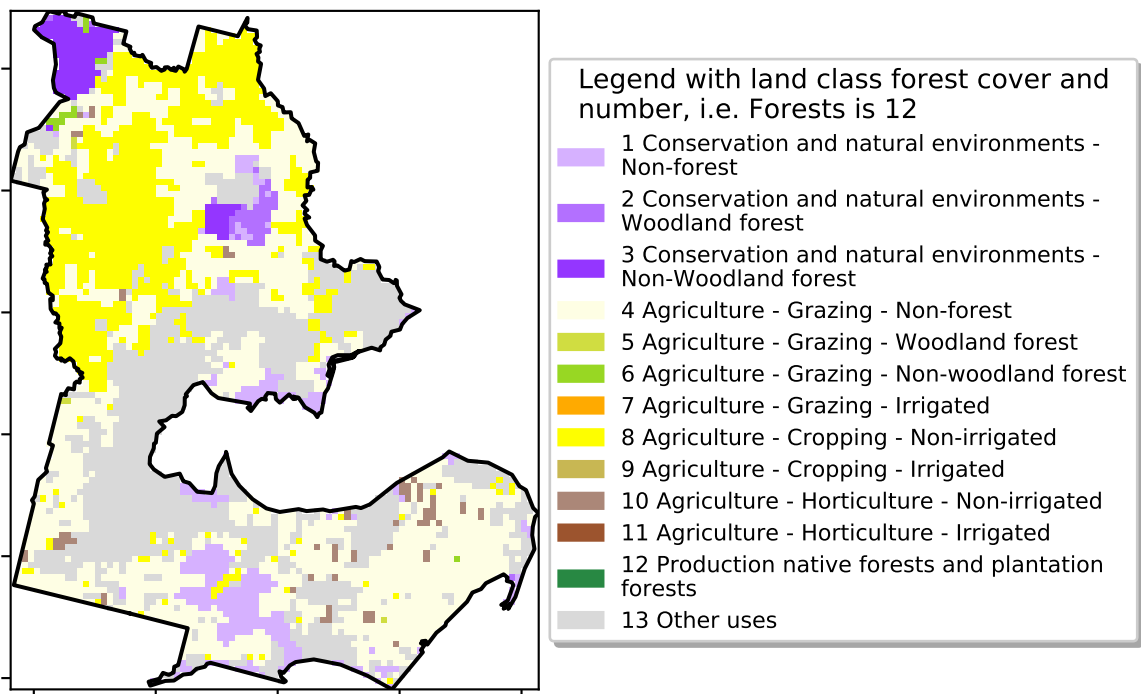 Legend with land class forest cover and
number, i.e. Forests is 12
1 Conservation and natural environments -
Non-forest
2 Conservation and natural environments -
Woodland forest
3 Conservation and natural environments -
Non-Woodland forest
4 Agriculture - Grazing - Non-forest
5 Agriculture - Grazing - Woodland forest
6 Agriculture - Grazing - Non-woodland forest
7 Agriculture - Grazing - Irrigated
8 Agriculture - Cropping - Non-irrigated
9 Agriculture - Cropping - Irrigated
10 Agriculture - Horticulture - Non-irrigated
11 Agriculture - Horticulture - Irrigated
12 Production native forests and plantation
forests
13 Other uses